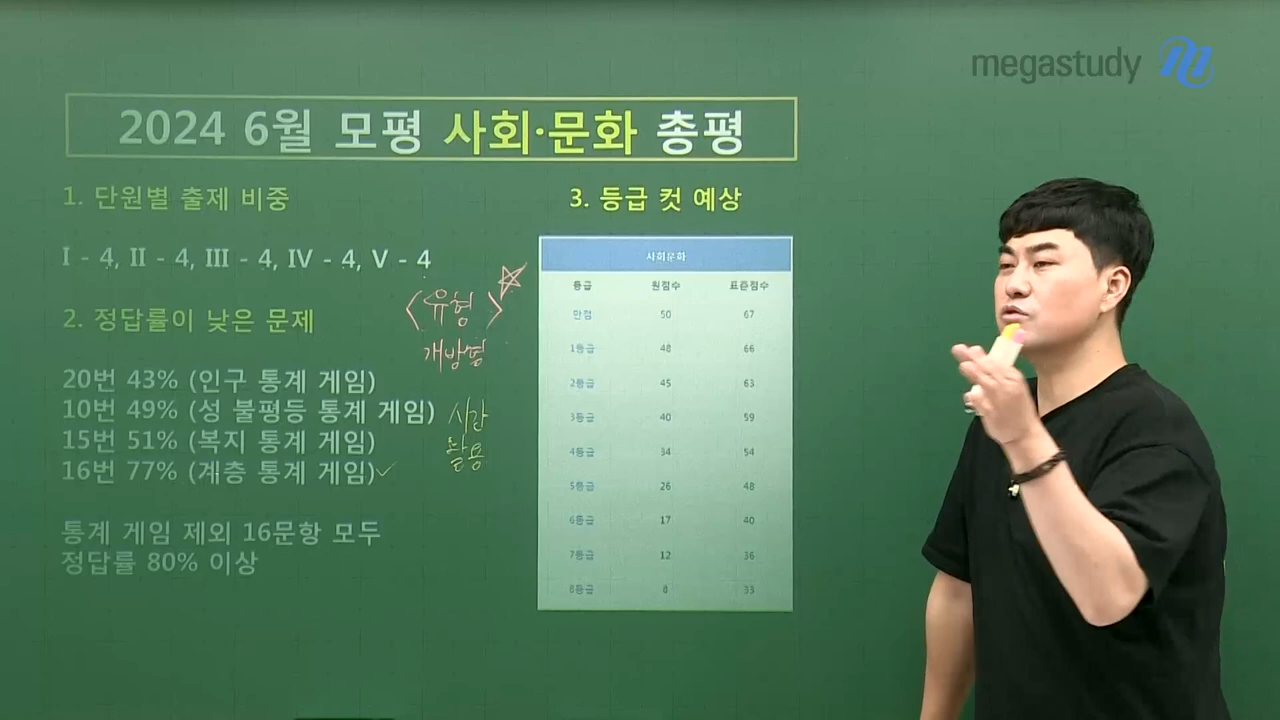 megastudy
2024 6월 모평 사회·문화 총평
1. 단원별 출제 비중
I - 4, II - 4, III - 4, IV - 4, V - 4
<유형>
개방형
2. 정답률이 낮은 문제
20번 43% (인구 통계 게임)
10번 49% (성 불평등 통계 게임)
15번 51% (복지 통계 게임)
16번 77% (계층 통계 게임)
시간
활용
통계 게임 제외 16문항 모두
정답률 80% 이상
3. 등급 컷 예상
사회문화
등급 원점수 표준점수
만점 50 67
1등급 48 66
2등급 45 63
3등급 40 59
4등급 34 54
5등급 26 48
6등급 17 40
7등급 12 36
8등급 8 33